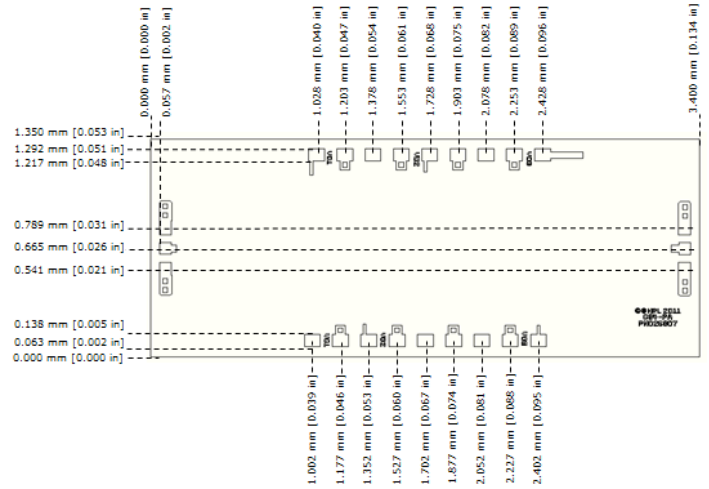 0.000 mm [0.000 in]
0.057 mm [0.002 in]
1.028 mm [0.040 in]
1.203 mm [0.047 in]
1.378 mm [0.054 in]
1.553 mm [0.061 in]
1.728 mm [0.068 in]
1.903 mm [0.075 in]
2.078 mm [0.082 in]
2.253 mm [0.089 in]
2.428 mm [0.096 in]
3.400 mm [0.134 in]
1.350 mm [0.053 in]
1.292 mm [0.051 in]
1.217 mm [0.048 in]
0.789 mm [0.031 in]
0.665 mm [0.026 in]
0.541 mm [0.021 in]
0.138 mm [0.005 in]
0.063 mm [0.002 in]
0.000 mm [0.000 in]
2011
1.002 mm [0.039 in]
1.177 mm [0.046 in]
1.352 mm [0.053 in]
1.527 mm [0.060 in]
1.702 mm [0.067 in]
1.877 mm [0.074 in]
2.052 mm [0.081 in]
2.227 mm [0.088 in]
2.402 mm [0.095 in]